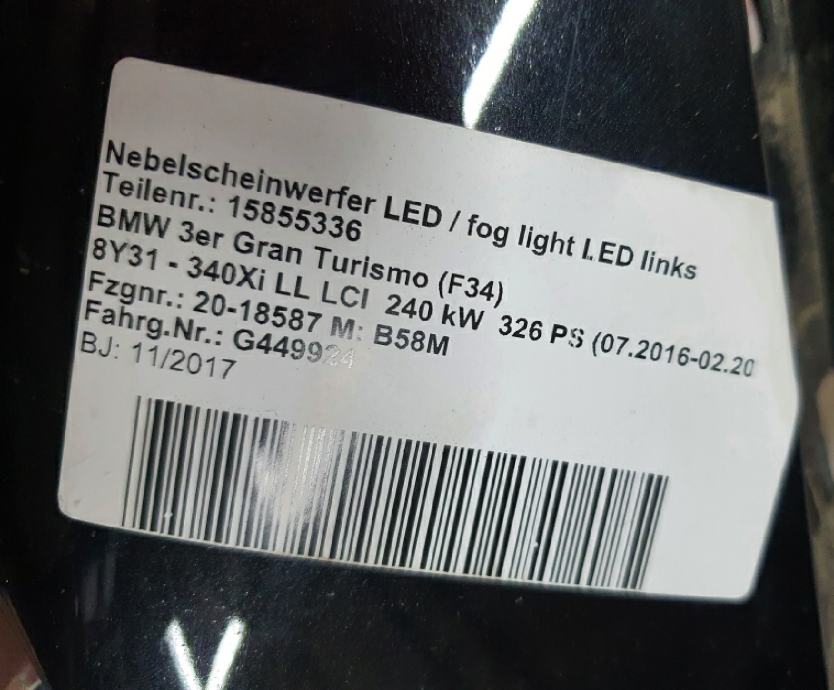 Nebelscheinwerfer LED / fog light LED links
Teilenr.: 15855336
BMW 3er Gran Turismo (F34)
8Y31 - 340Xi LL LCI 240 kW 326 PS (07.2016-02.20
Fzgnr.: 20-18587 M: B58M
Fahrg.Nr.: G449924
BJ: 11/2017